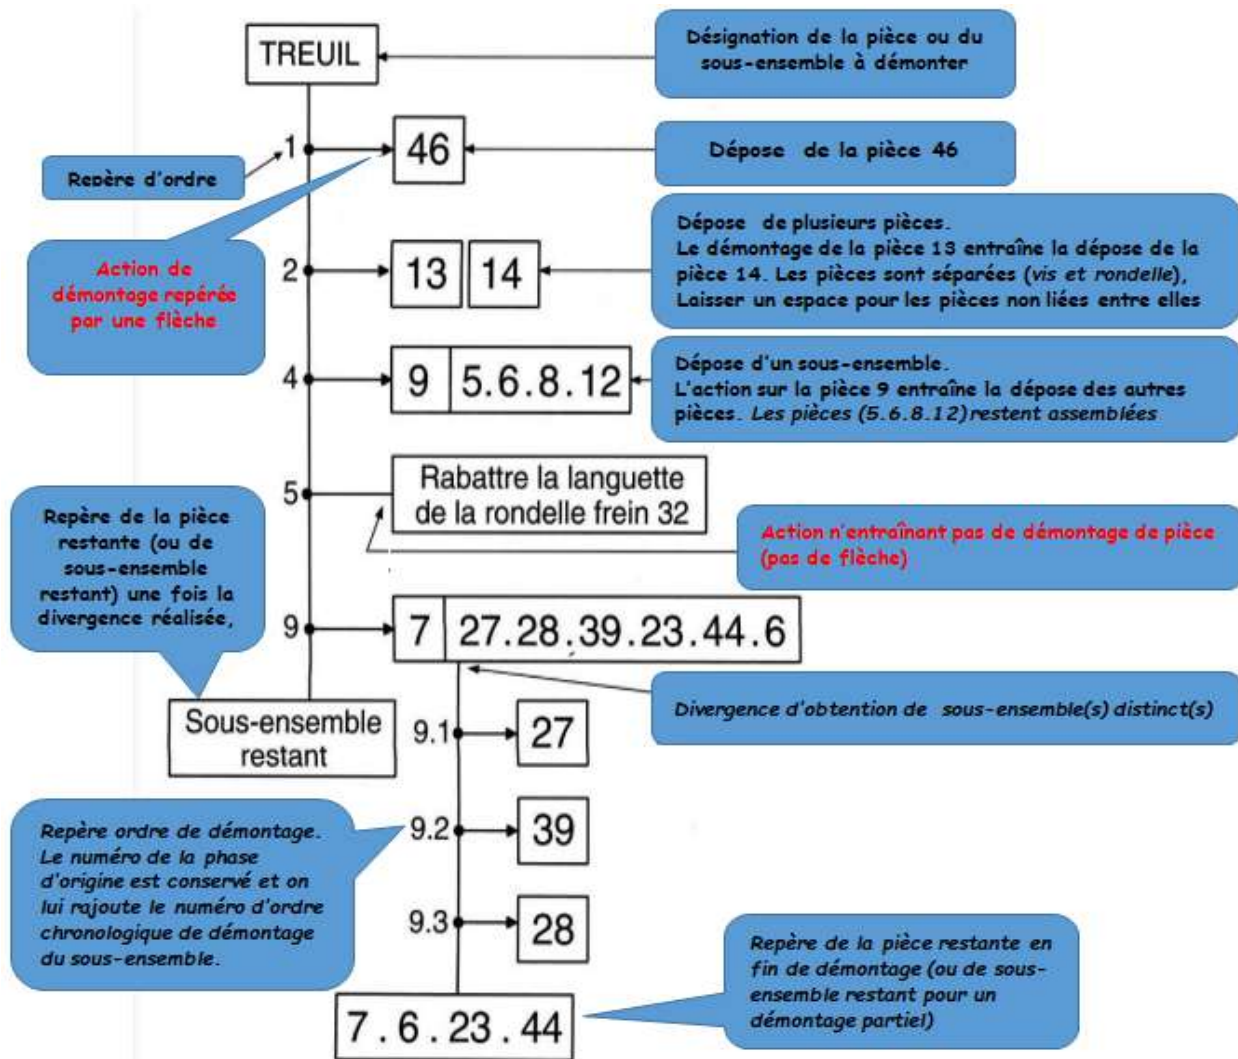 TREUIL
Désignation de la pièce ou du
sous-ensemble à démonter
1
46
Dépose de la pièce 46
Repère d'ordre
Action de
démontage repérée
par une flèche
2
13 14
Dépose de plusieurs pièces.
Le démontage de la pièce 13 entraîne la dépose de la
pièce 14. Les pièces sont séparées (vis et rondelle),
Laisser un espace pour les pièces non liées entre elles
4
9 5.6.8.12
Dépose d'un sous-ensemble.
L'action sur la pièce 9 entraîne la dépose des autres
pièces. Les pièces (5.6.8.12)restent assemblées
5
Rabattre la languette
de la rondelle frein 32
Action n'entraînant pas de démontage de pièce
(pas de flèche)
Repère de la pièce
restante (ou de
sous-ensemble
restant) une fois la
divergence réalisée,
9
7 27.28.39.23.44.6
Divergence d'obtention de sous-ensemble(s) distinct(s)
Sous-ensemble
restant
9.1
27
9.2
39
Repère ordre de démontage.
Le numéro de la phase
d'origine est conservé et on
lui rajoute le numéro d'ordre
chronologique de démontage
du sous-ensemble.
9.3
28
Repère de la pièce restante en
fin de démontage (ou de sous-
ensemble restant pour un
démontage partiel)
7.6.23.44